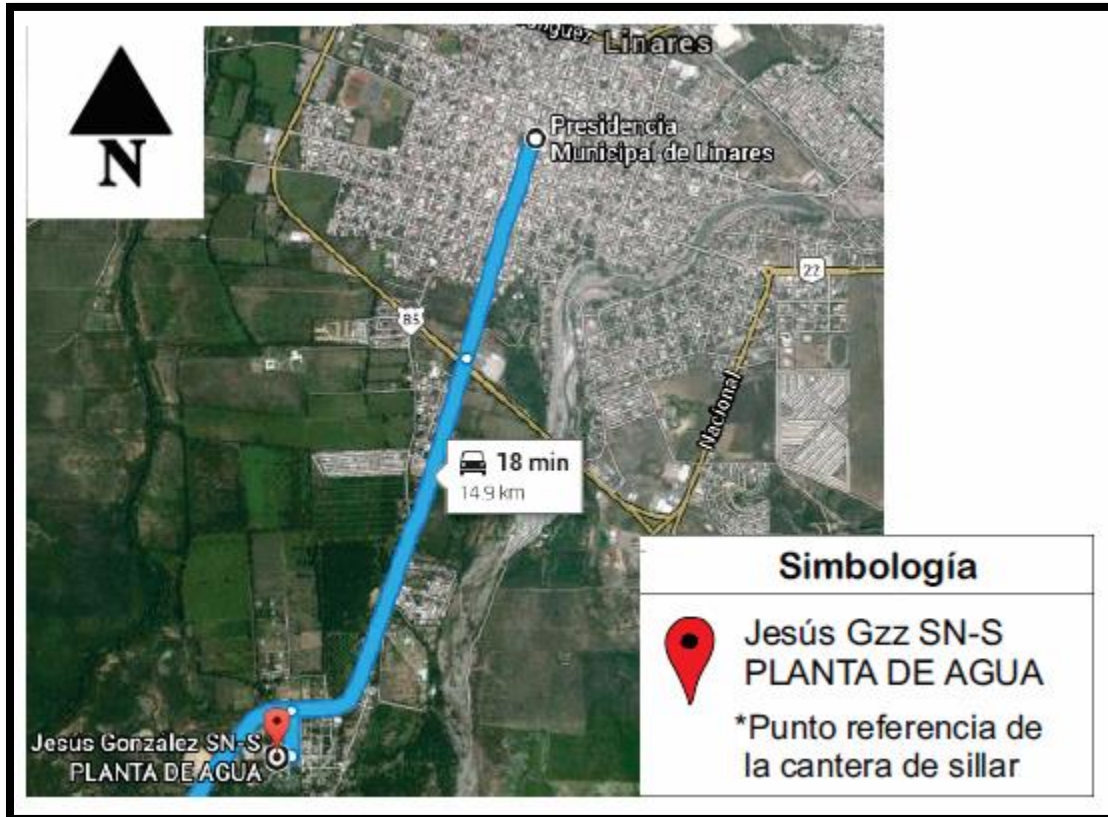 N
Linares
Presidencia
Municipal de Linares
22
85
Nacional
18 min
14.9 km
Jesus Gonzalez SN-S
PLANTA DE AGUA
Simbología
Jesús Gzz SN-S
PLANTA DE AGUA
*Punto referencia de
la cantera de sillar